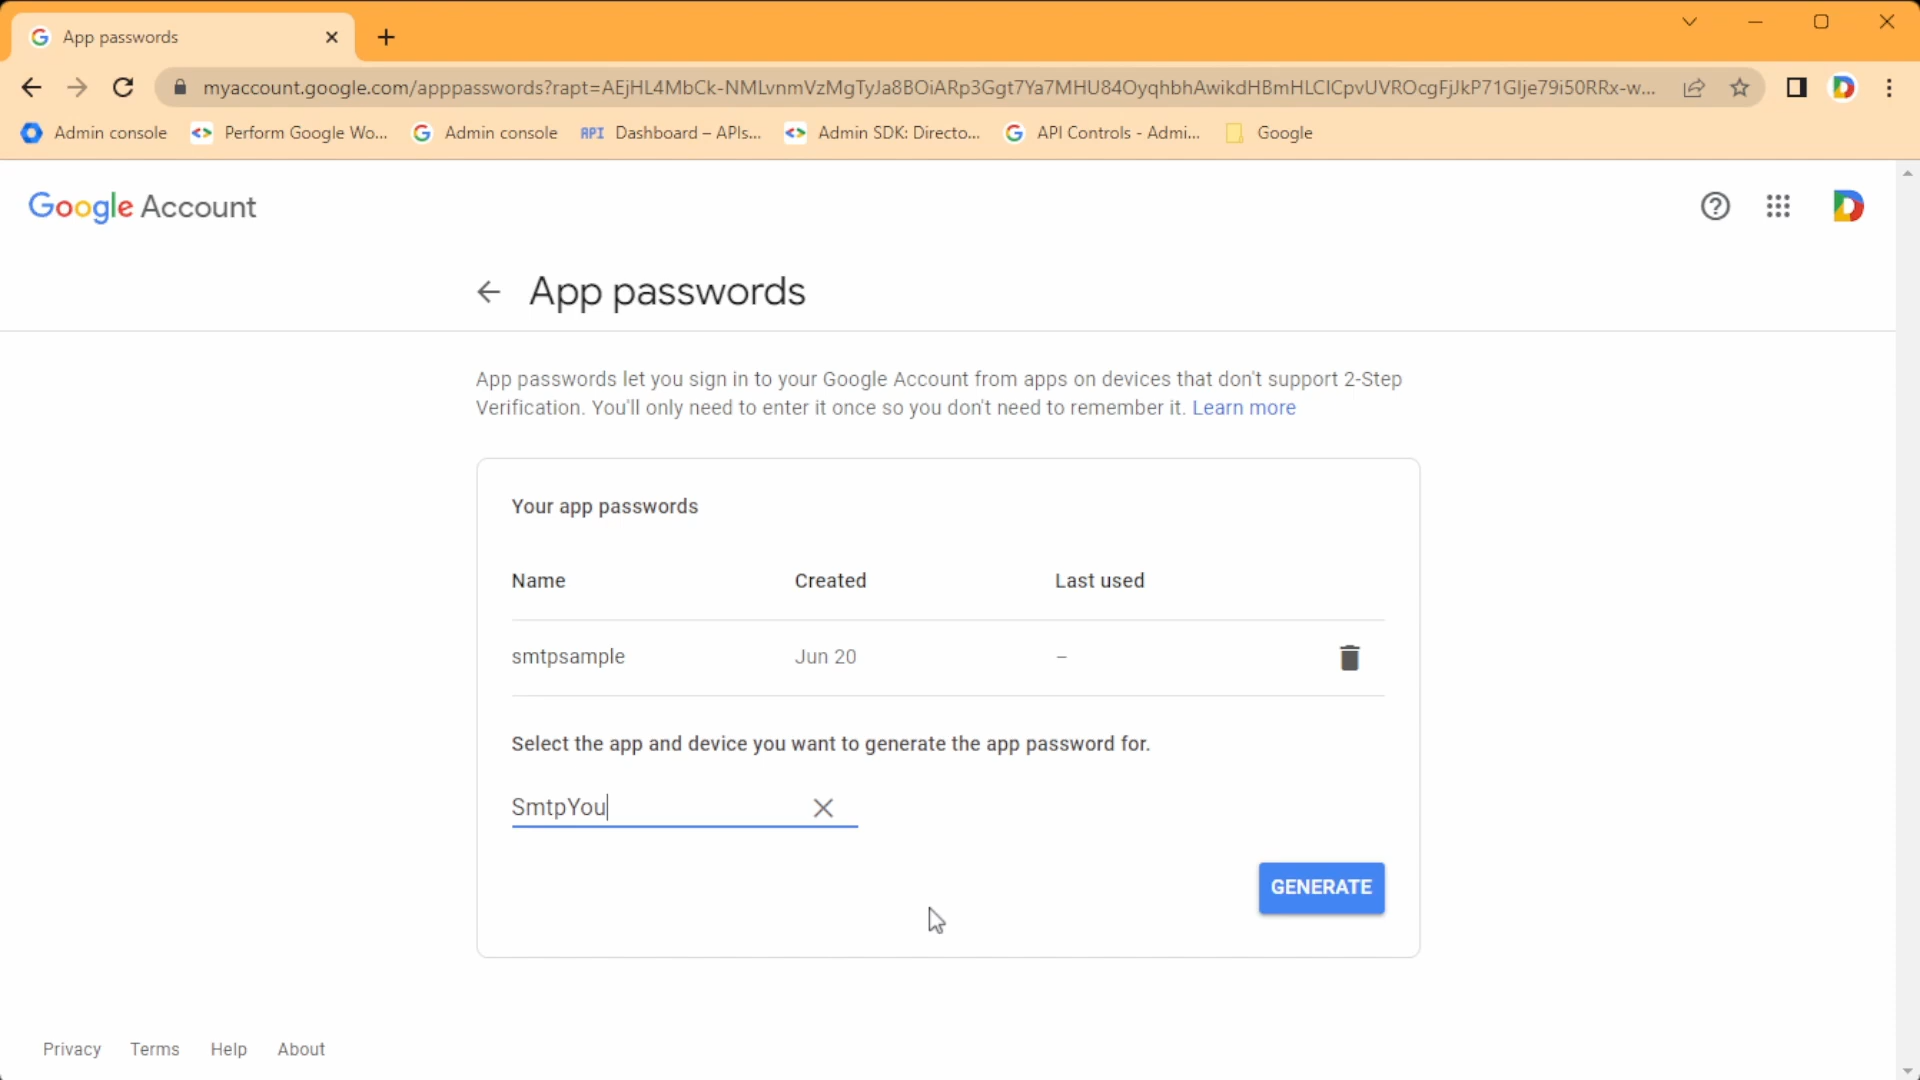 App passwords
myaccount.google.com/apppasswords?rapt=AEjHL4MbCk-NMLvnmVzMgTyJa8BOiARp3Ggt7Ya7MHU84OyqhbhAwikdHBmHLCICpvUVROcgFjJkP71GIje79i50RRx-w...
Admin console Perform Google Wo... Admin console API Dashboard – APIs... Admin SDK: Directo... API Controls - Admi... Google
Google Account
App passwords
App passwords let you sign in to your Google Account from apps on devices that don't support 2-Step
Verification. You'll only need to enter it once so you don't need to remember it. Learn more
Your app passwords
Name Created Last used
smtpsample Jun 20 –
Select the app and device you want to generate the app password for.
SmtpYou
GENERATE
Privacy Terms Help About